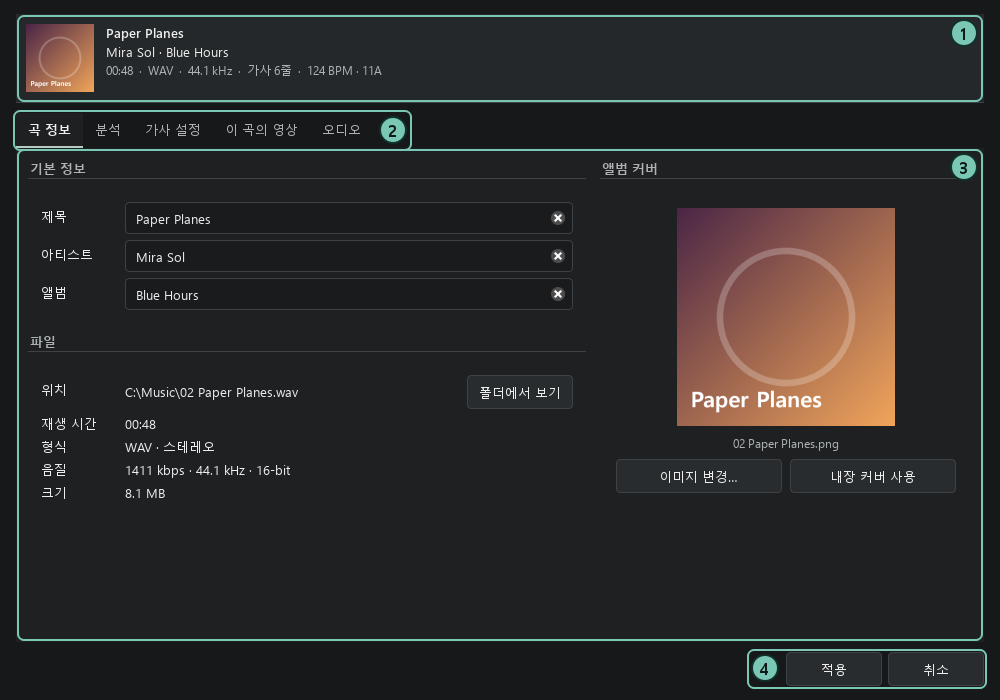 Paper Planes
Paper Planes
Mira Sol · Blue Hours
00:48 · WAV · 44.1 kHz · 가사 6줄 · 124 BPM · 11A
1
곡 정보 분석 가사 설정 이 곡의 영상 오디오 2
기본 정보
제목 Paper Planes
아티스트 Mira Sol
앨범 Blue Hours
파일
위치 C:\Music\02 Paper Planes.wav 폴더에서 보기
재생 시간 00:48
형식 WAV · 스테레오
음질 1411 kbps · 44.1 kHz · 16-bit
크기 8.1 MB
앨범 커버 3
Paper Planes
02 Paper Planes.png
이미지 변경... 내장 커버 사용
4 적용 취소